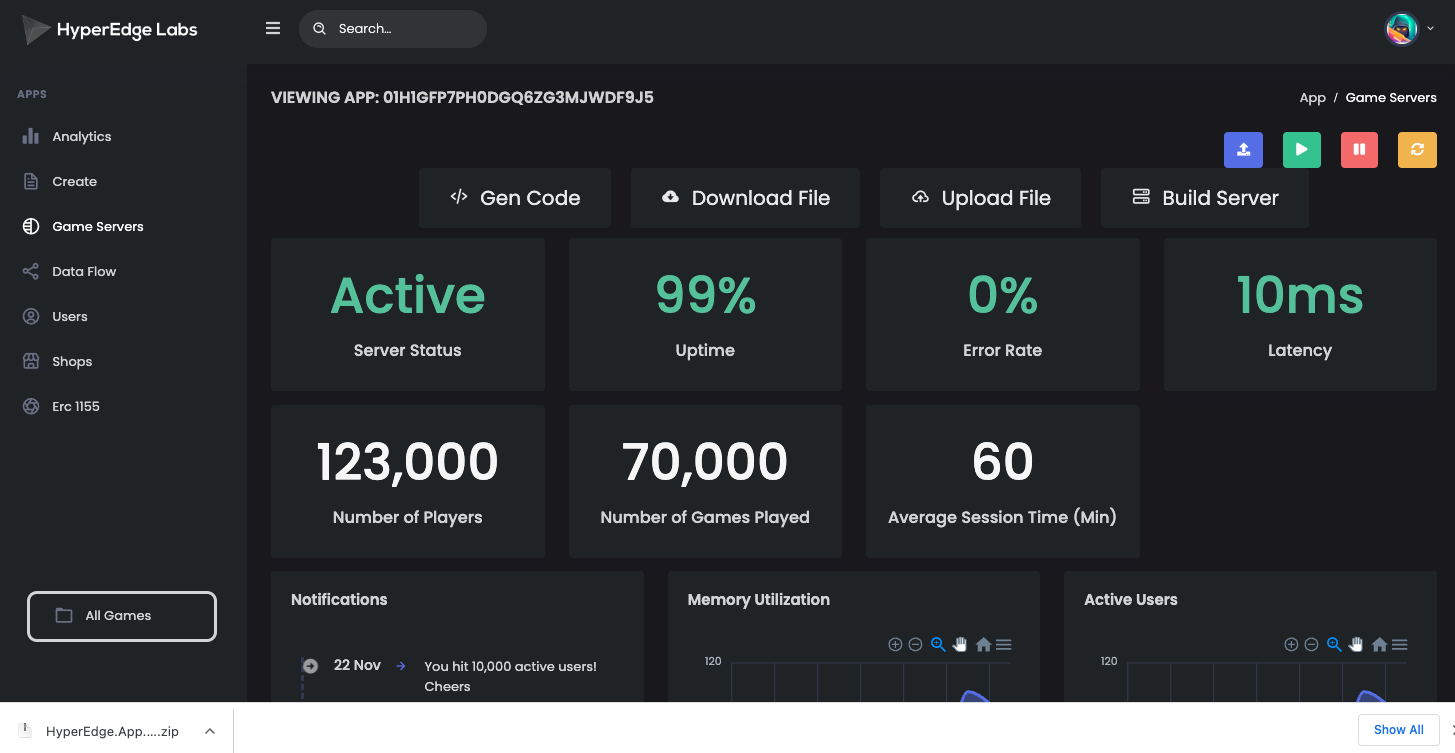 HyperEdge Labs
Search...
APPS
Analytics
Create
Game Servers
Data Flow
Users
Shops
Erc 1155
All Games
VIEWING APP: 01H1GFP7PH0DGQ6ZG3MJWDF9J5
App / Game Servers
Gen Code
Download File
Upload File
Build Server
Active
Server Status
99%
Uptime
0%
Error Rate
10ms
Latency
123,000
Number of Players
70,000
Number of Games Played
60
Average Session Time (Min)
Notifications
22 Nov
You hit 10,000 active users!
Cheers
Memory Utilization
120
Active Users
120
HyperEdge.App.....zip
Show All